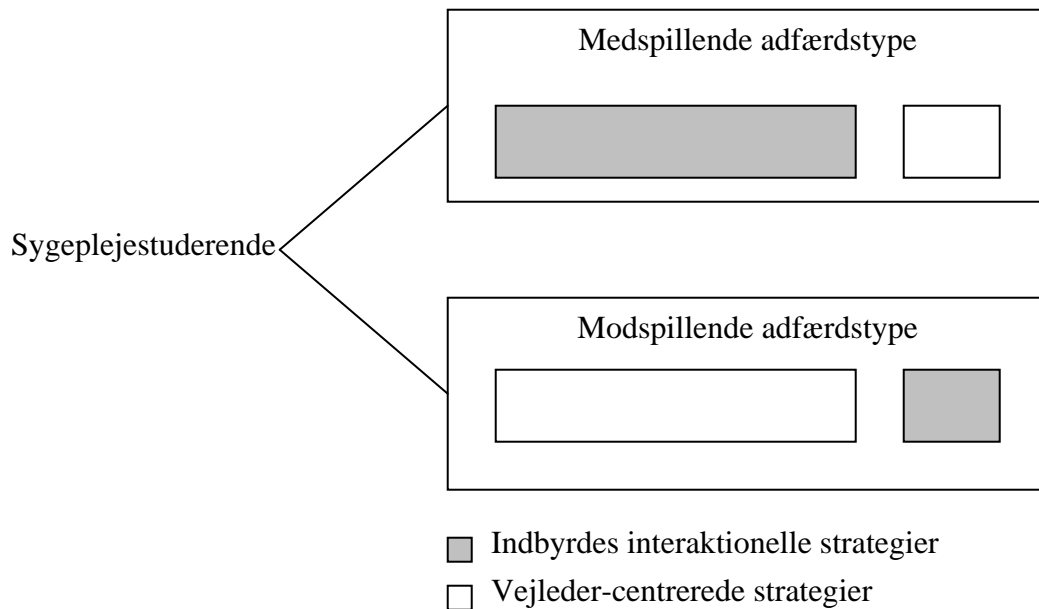 Medspillende adfærdstype
Sygeplejestuderende
Modspillende adfærdstype
Indbyrdes interaktionelle strategier
Vejleder-centrerede strategier